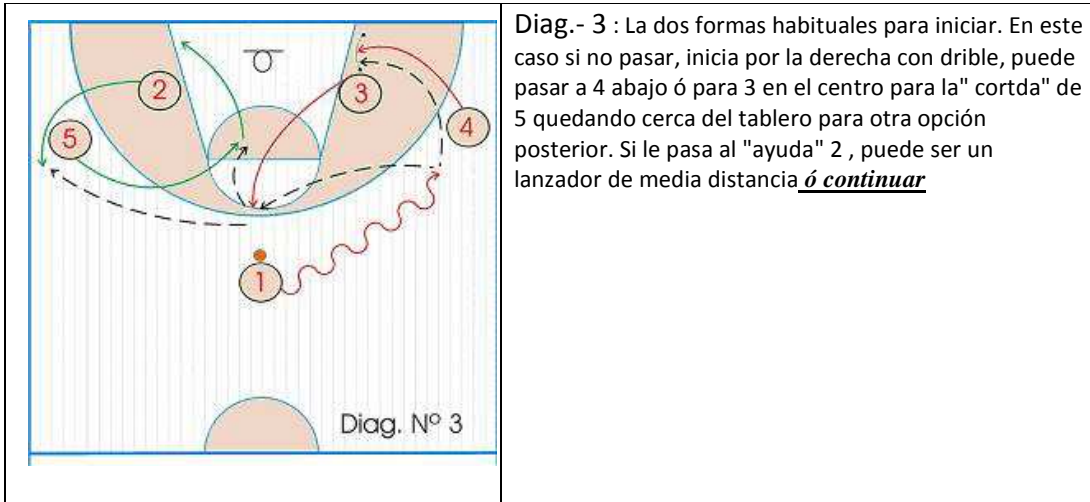 Diag.- 3 : La dos formas habituales para iniciar. En este
caso si no pasar, inicia por la derecha con drible, puede
pasar a 4 abajo ó para 3 en el centro para la" cortda" de
5 quedando cerca del tablero para otra opción
posterior. Si le pasa al "ayuda" 2 , puede ser un
lanzador de media distancia ó continuar
2
3
5
4
1
Diag. Nº 3